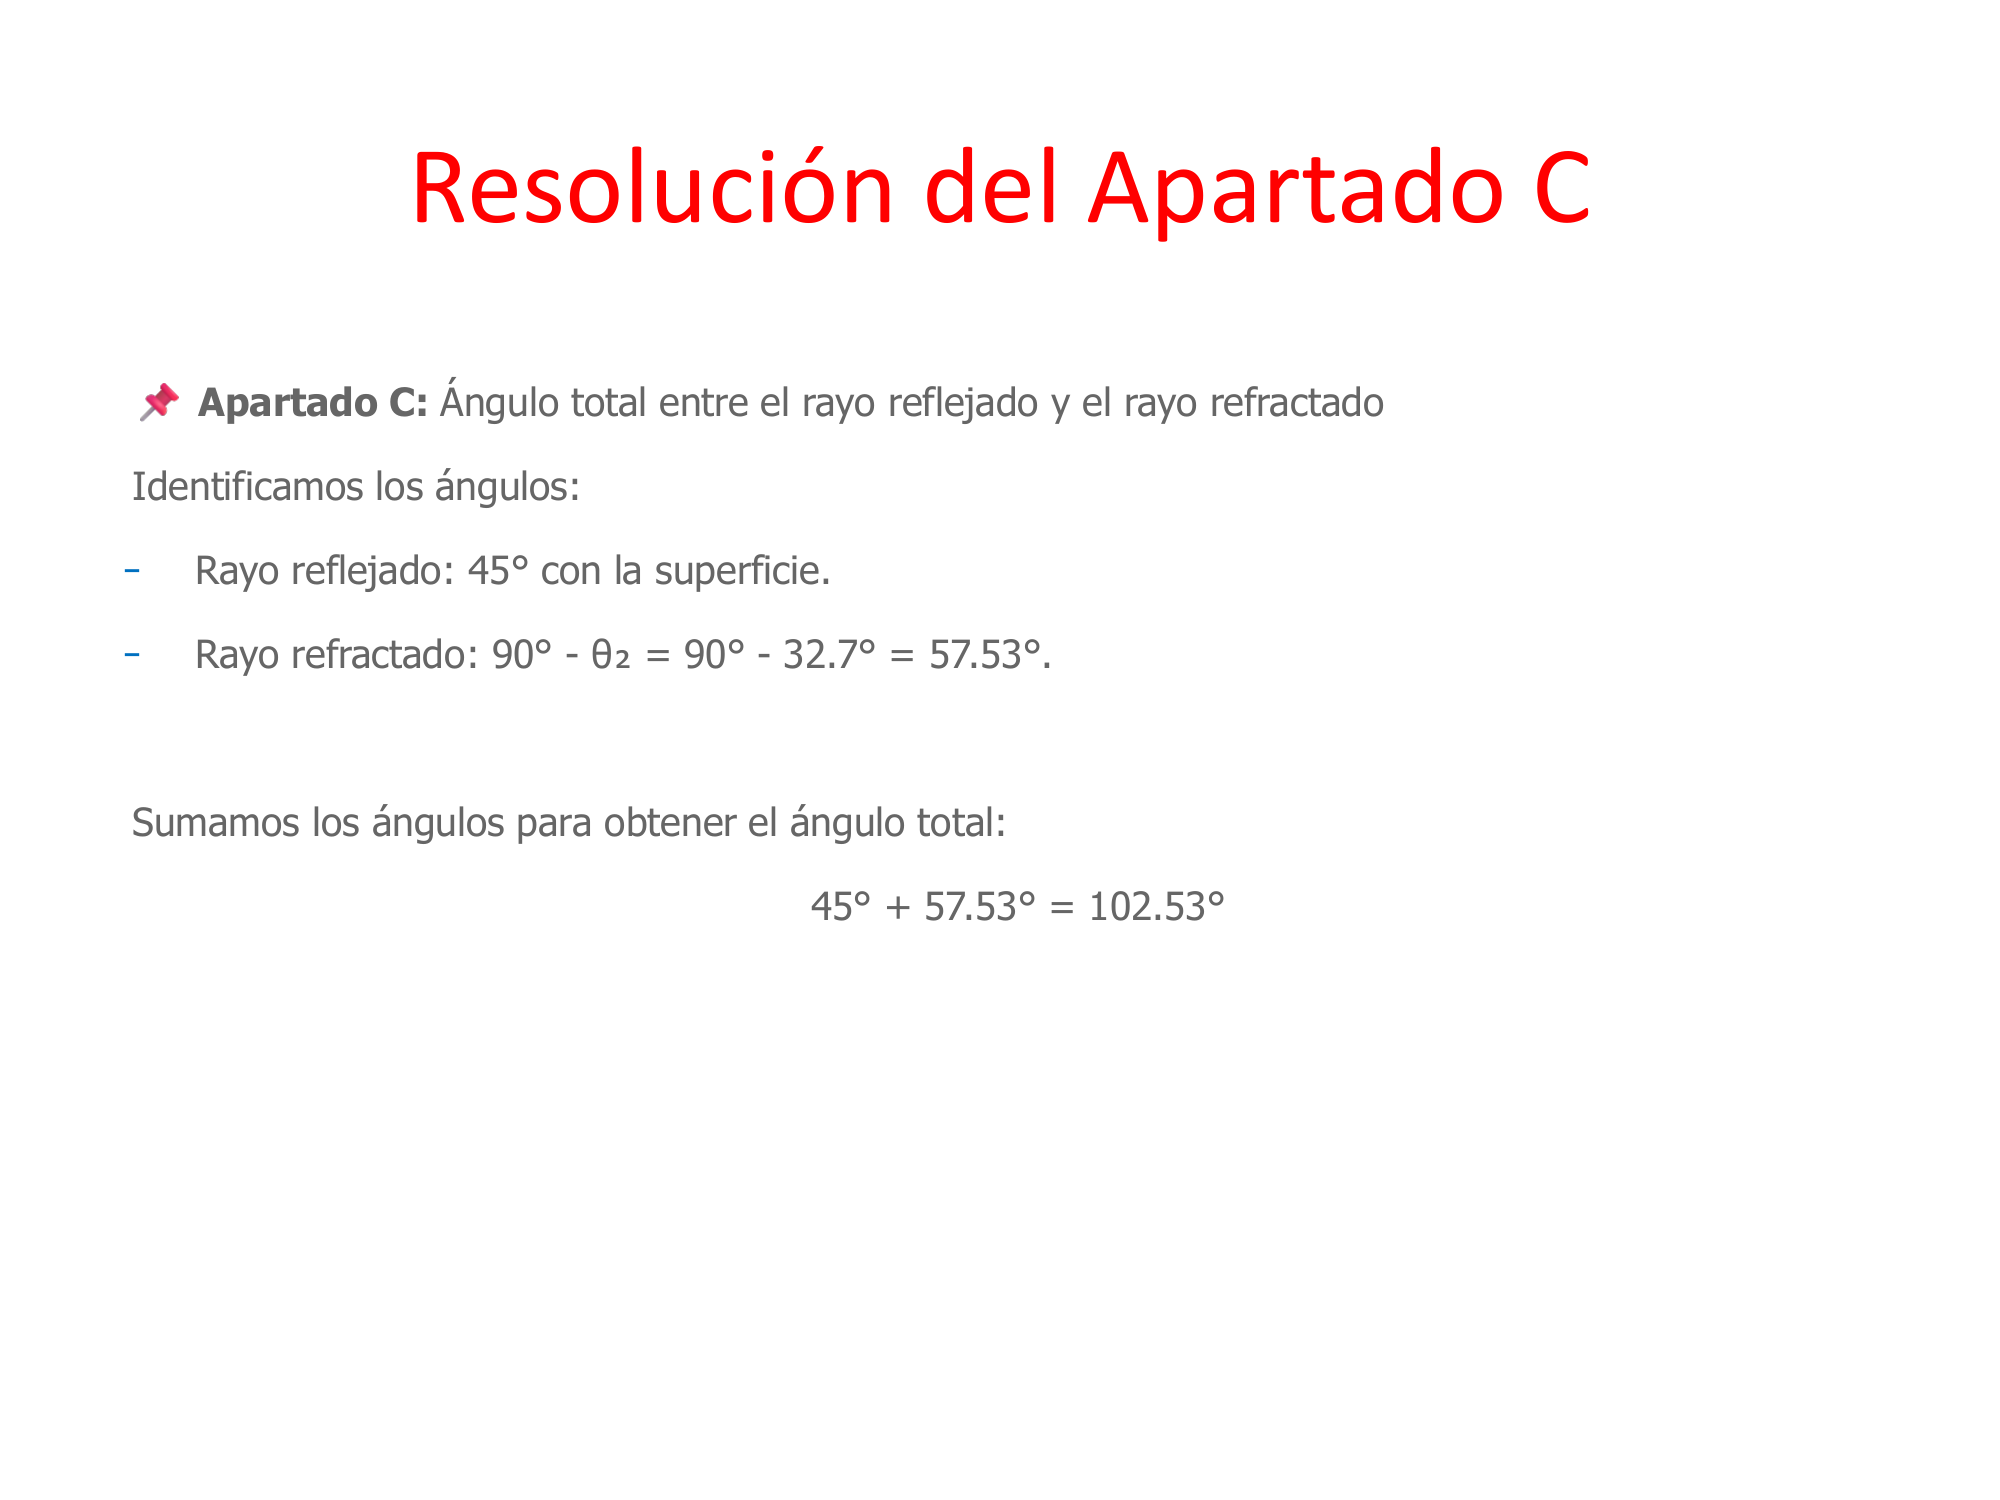 Resolución del Apartado C
📌 Apartado C: Ángulo total entre el rayo reflejado y el rayo refractado
Identificamos los ángulos:
- Rayo reflejado: 45° con la superficie.
- Rayo refractado: 90° - θ₂ = 90° - 32.7° = 57.53°.
Sumamos los ángulos para obtener el ángulo total:
45° + 57.53° = 102.53°